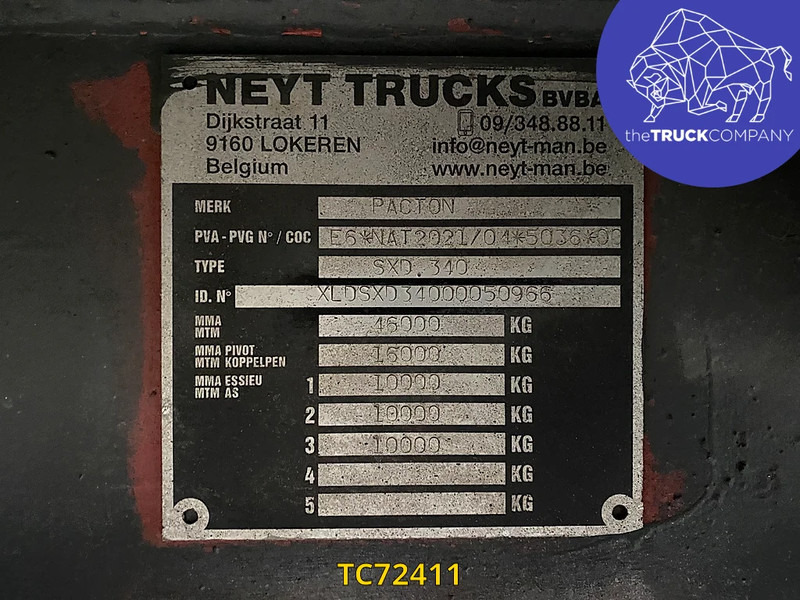 NEYT TRUCKS BVBA
Dijkstraat 11
09/348.88.11
9160 LOKEREN
info@neyt-man.be
Belgium
www.neyt-man.be
theTRUCKCOMPANY
MERK PACTON
PVA - PVG N° / COC E6*NAT2021/04*5036*00
TYPE SXD.340
ID. N° XLDSXD34000050966
MMA
MTM 46000 KG
MMA PIVOT
MTM KOPPELPEN 16000 KG
MMA ESSIEU
MTM AS
1 10000 KG
2 10000 KG
3 10000 KG
4 KG
5 KG
TC72411